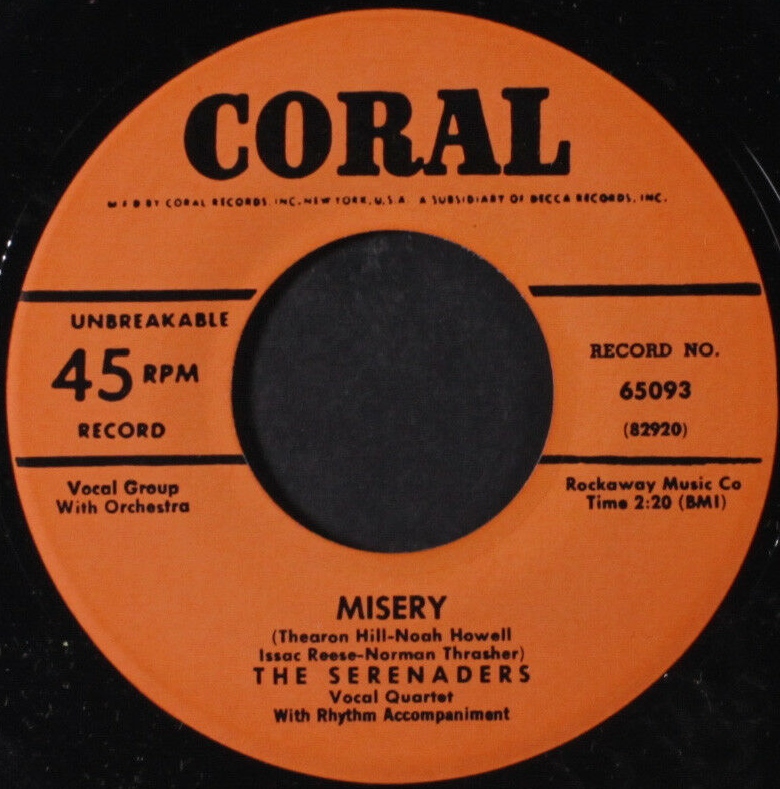 CORAL
MFD BY CORAL RECORDS, INC. NEW YORK, U.S.A. A SUBSIDIARY OF DECCA RECORDS, INC.
UNBREAKABLE
45 RPM
RECORD
RECORD NO.
65093
(82920)
Vocal Group
With Orchestra
Rockaway Music Co
Time 2:20 (BMI)
MISERY
(Thearon Hill-Noah Howell
Issac Reese-Norman Thrasher)
THE SERENADERS
Vocal Quartet
With Rhythm Accompaniment